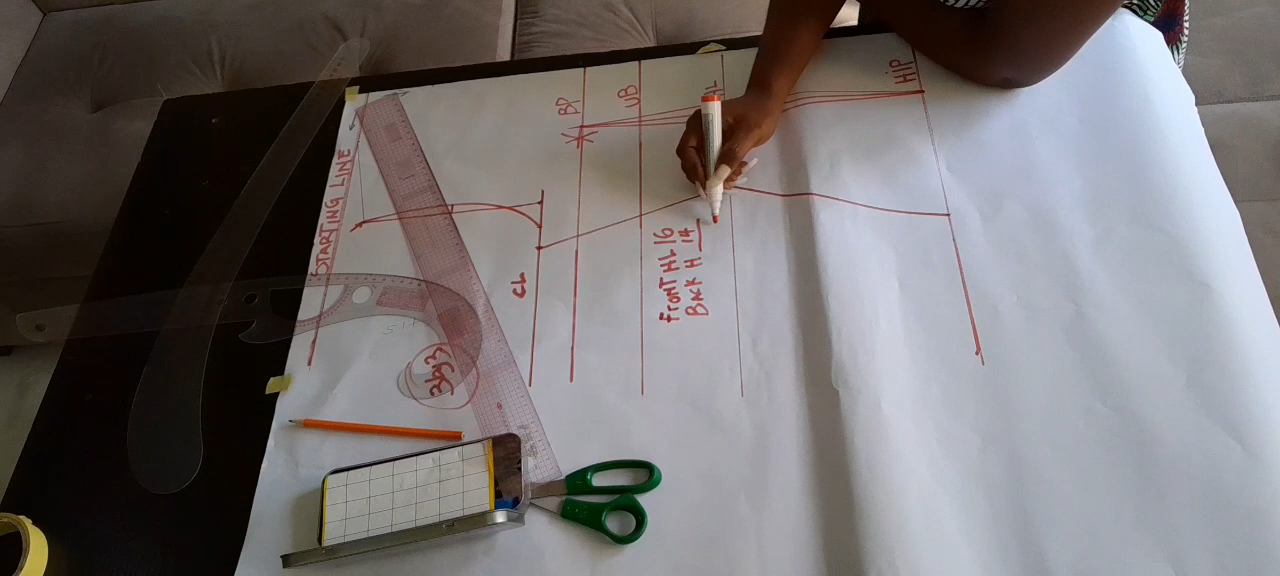 STARTING LINE
BP
UB
HIP
CL
FRONT HL 16
BACK H 14